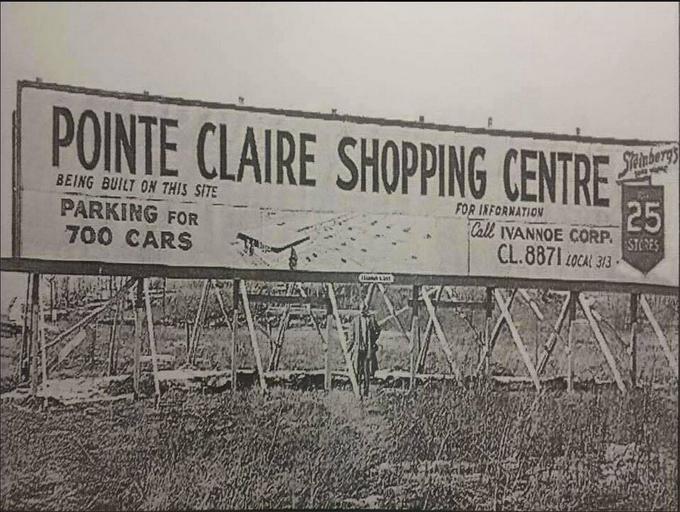 POINTE CLAIRE SHOPPING CENTRE
BEING BUILT ON THIS SITE
PARKING FOR
700 CARS
FOR INFORMATION
Call IVANNOE CORP.
CL.8871 LOCAL 313
Steinberg's
25
STORES